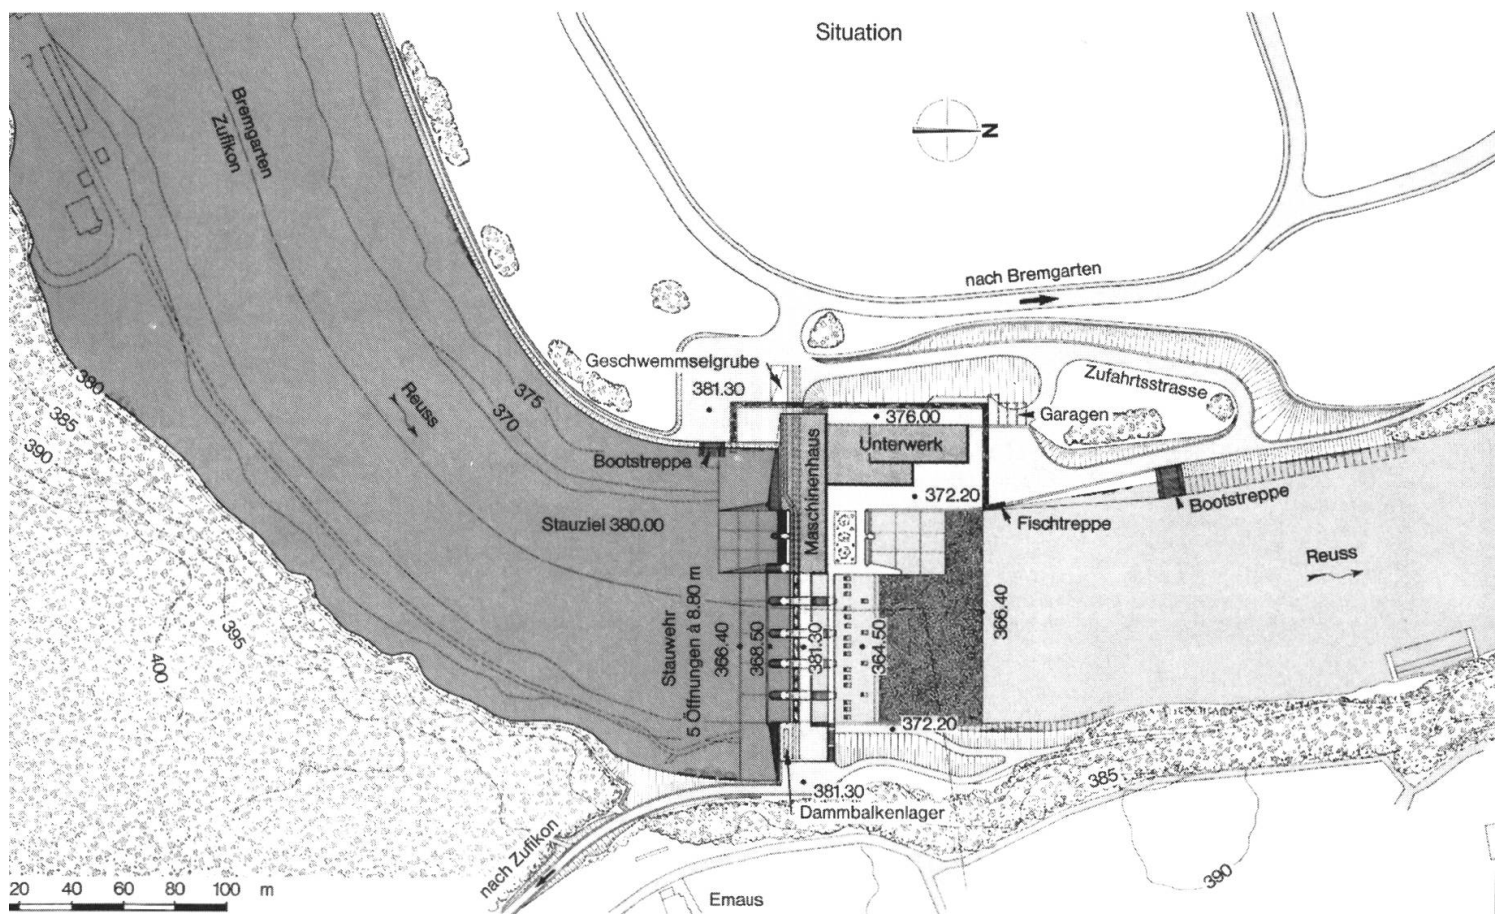 Situation
N
Bremgarten
Zufikon
nach Bremgarten
Geschwemmselgrube
381.30
Zufahrtsstrasse
376.00
Garagen
380
385
390
375
370
Reuss
Unterwerk
Maschinenhaus
Bootstreppe
372.20
Bootstreppe
Fischtreppe
Stauziel 380.00
Reuss
Stauwehr
5 Öffnungen à 8.80 m
366.40
368.50
381.30
364.50
366.40
395
400
372.20
385
381.30
Dammbalkenlager
nach Zufikon
390
20 40 60 80 100 m
Emaus